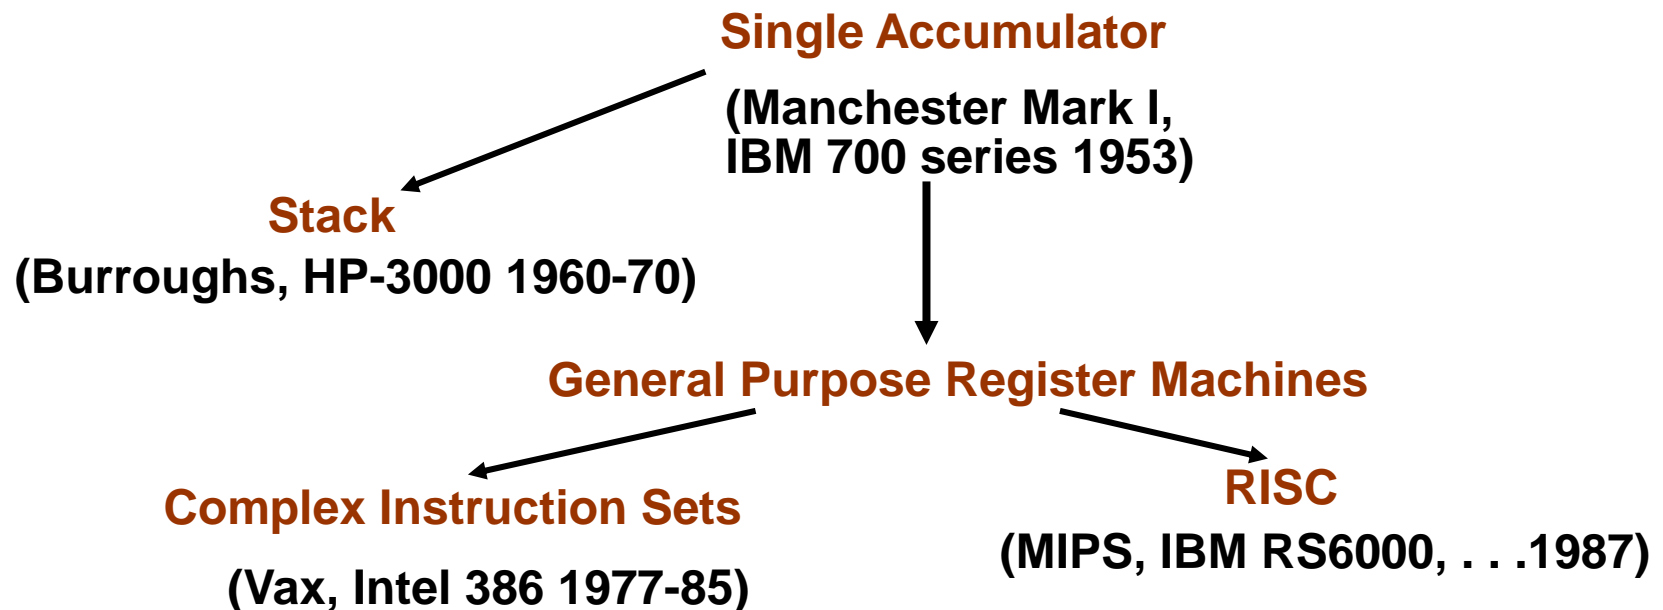 Single Accumulator
(Manchester Mark I,
IBM 700 series 1953)
Stack
(Burroughs, HP-3000 1960-70)
General Purpose Register Machines
Complex Instruction Sets
(Vax, Intel 386 1977-85)
RISC
(MIPS, IBM RS6000, . . .1987)